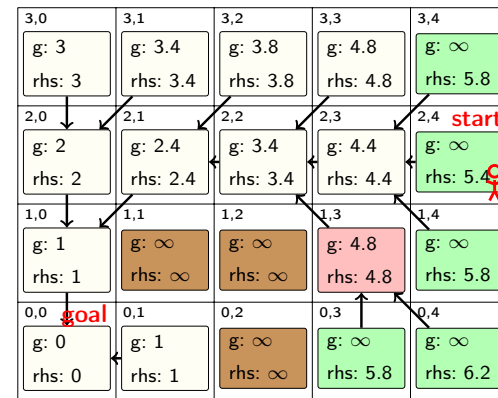 3,0 3,1 3,2 3,3 3,4
g: 3 g: 3.4 g: 3.8 g: 4.8 g: ∞
rhs: 3 rhs: 3.4 rhs: 3.8 rhs: 4.8 rhs: 5.8
2,0 2,1 2,2 2,3 2,4
start
g: 2 g: 2.4 g: 3.4 g: 4.4 g: ∞
rhs: 2 rhs: 2.4 rhs: 3.4 rhs: 4.4 rhs: 5.4
1,0 1,1 1,2 1,3 1,4
g: 1 g: ∞ g: ∞ g: 4.8 g: ∞
rhs: 1 rhs: ∞ rhs: ∞ rhs: 4.8 rhs: 5.8
0,0 0,1 0,2 0,3 0,4
goal
g: 0 g: 1 g: ∞ g: ∞ g: ∞
rhs: 0 rhs: 1 rhs: ∞ rhs: 5.8 rhs: 6.2